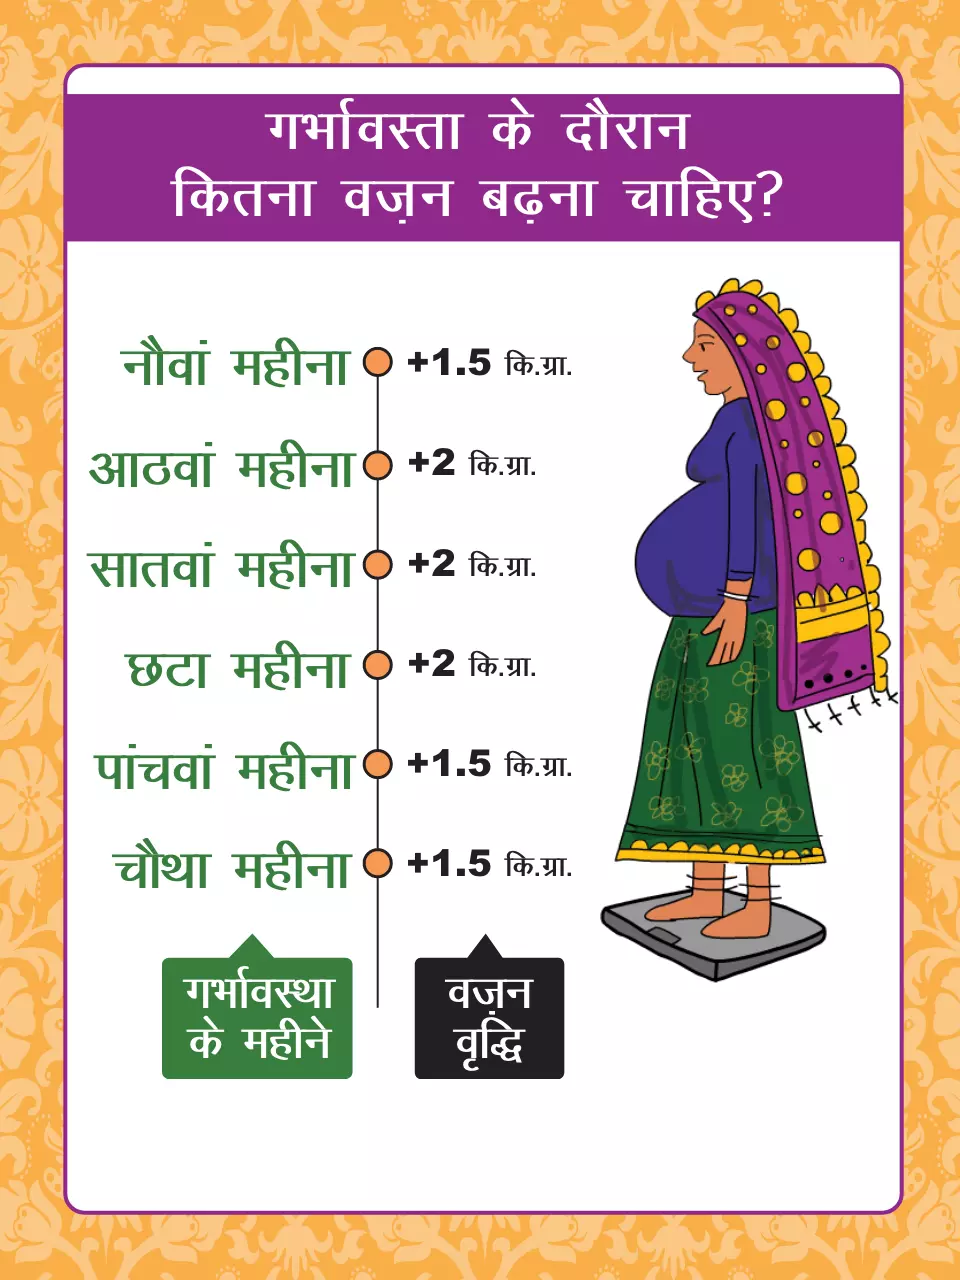 गर्भावस्ता के दौरान
कितना वज़न बढ़ना चाहिए?
नौवां महीना +1.5 कि.ग्रा.
आठवां महीना +2 कि.ग्रा.
सातवां महीना +2 कि.ग्रा.
छटा महीना +2 कि.ग्रा.
पांचवां महीना +1.5 कि.ग्रा.
चौथा महीना +1.5 कि.ग्रा.
गर्भावस्था
के महीने
वज़न
वृद्धि